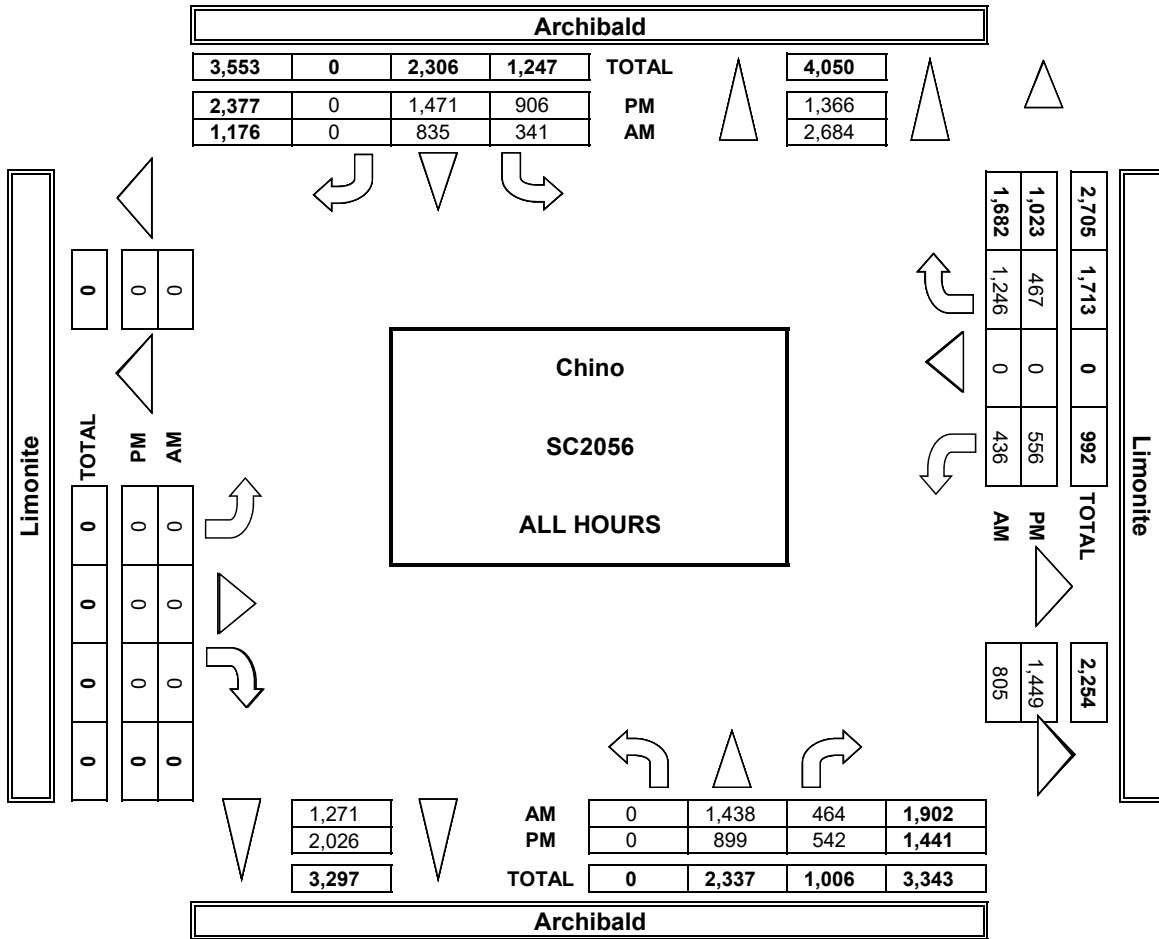 Archibald
3,553 0 2,306 1,247 TOTAL 4,050
2,377 0 1,471 906 PM 1,366
1,176 0 835 341 AM 2,684
Limonite
0 0 0
TOTAL PM AM
0 0 0
0 0 0
0 0 0
0 0 0
Chino
SC2056
ALL HOURS
2,705 1,713 0 992 TOTAL
1,023 467 0 556 PM
1,682 1,246 0 436 AM
2,254
1,449
805
Limonite
1,271 AM 0 1,438 464 1,902
2,026 PM 0 899 542 1,441
3,297 TOTAL 0 2,337 1,006 3,343
Archibald